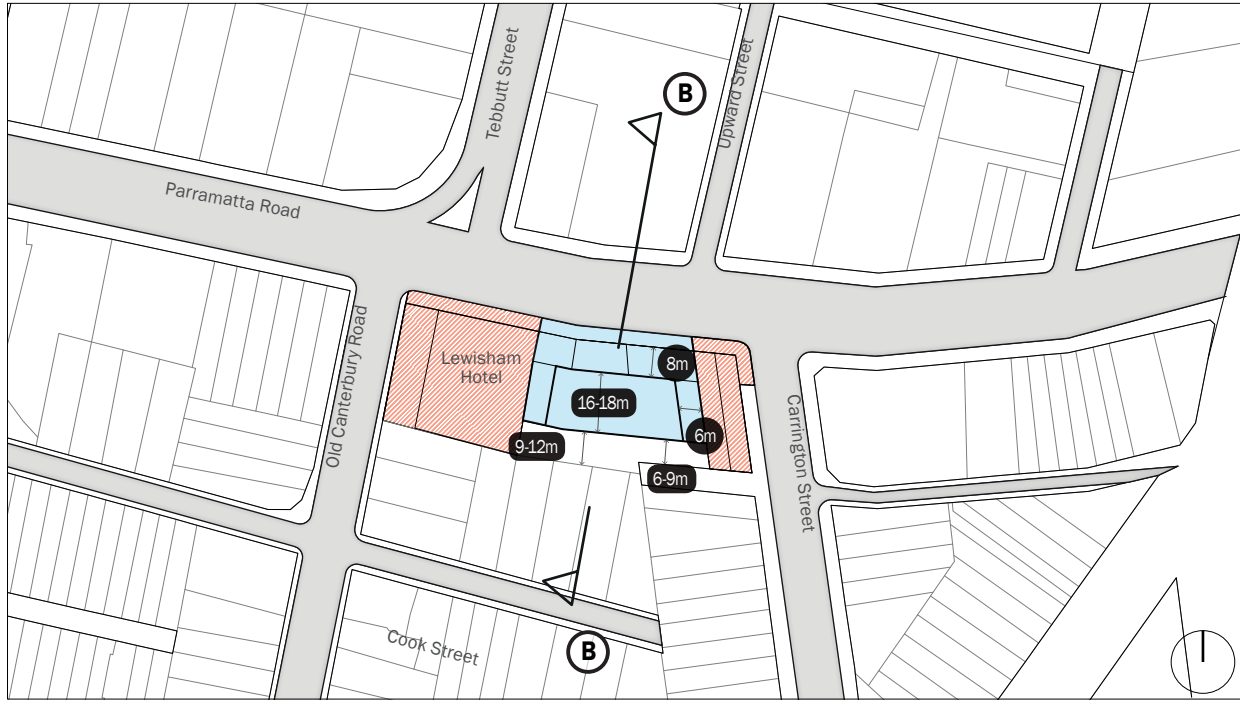 Tebbutt Street
B
Upward Street
Parramatta Road
Old Canterbury Road
Lewisham
Hotel
8m
16-18m
6m
9-12m
6-9m
Carrington Street
Cook Street
B